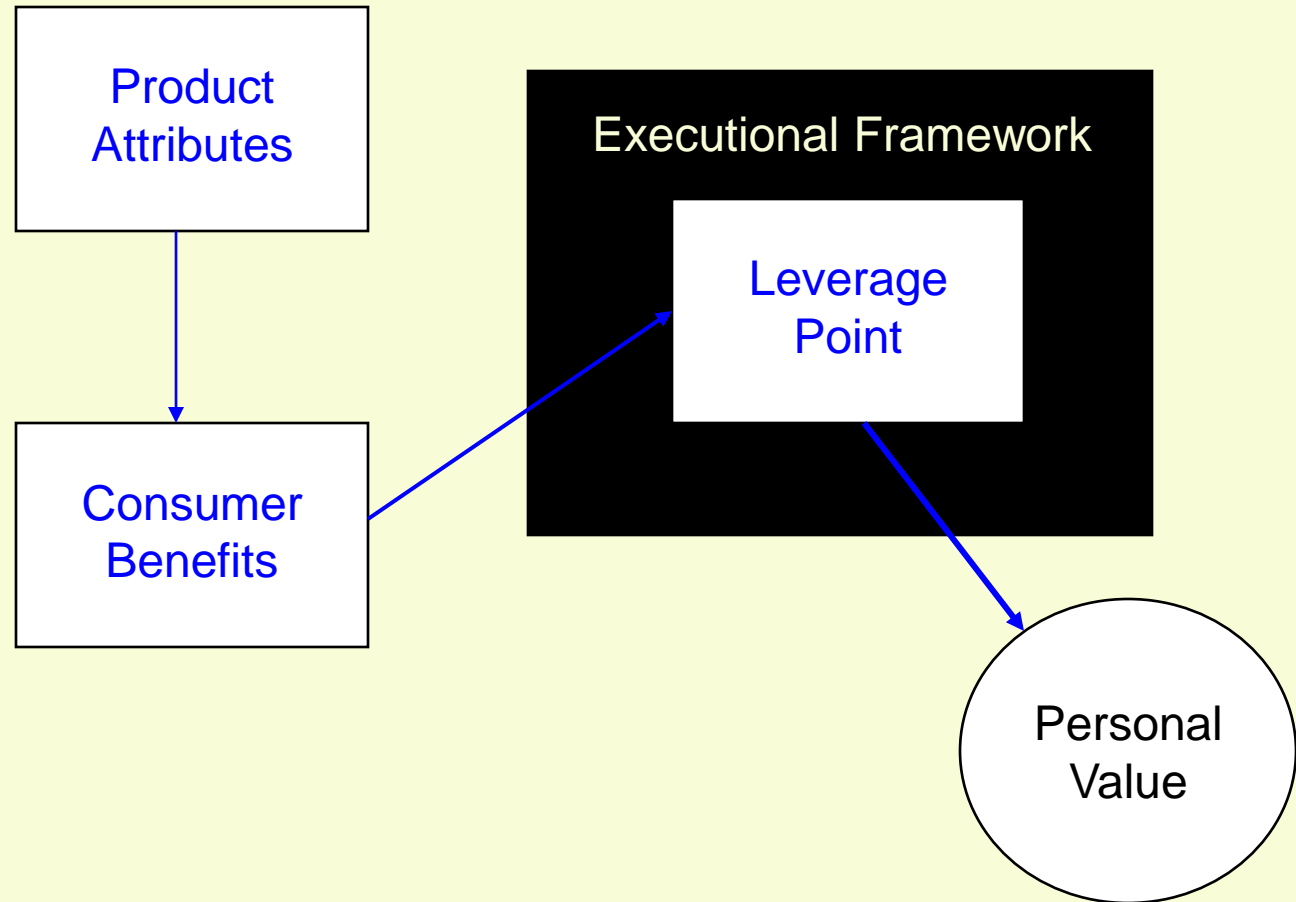 Product
Attributes
Consumer
Benefits
Executional Framework
Leverage
Point
Personal
Value